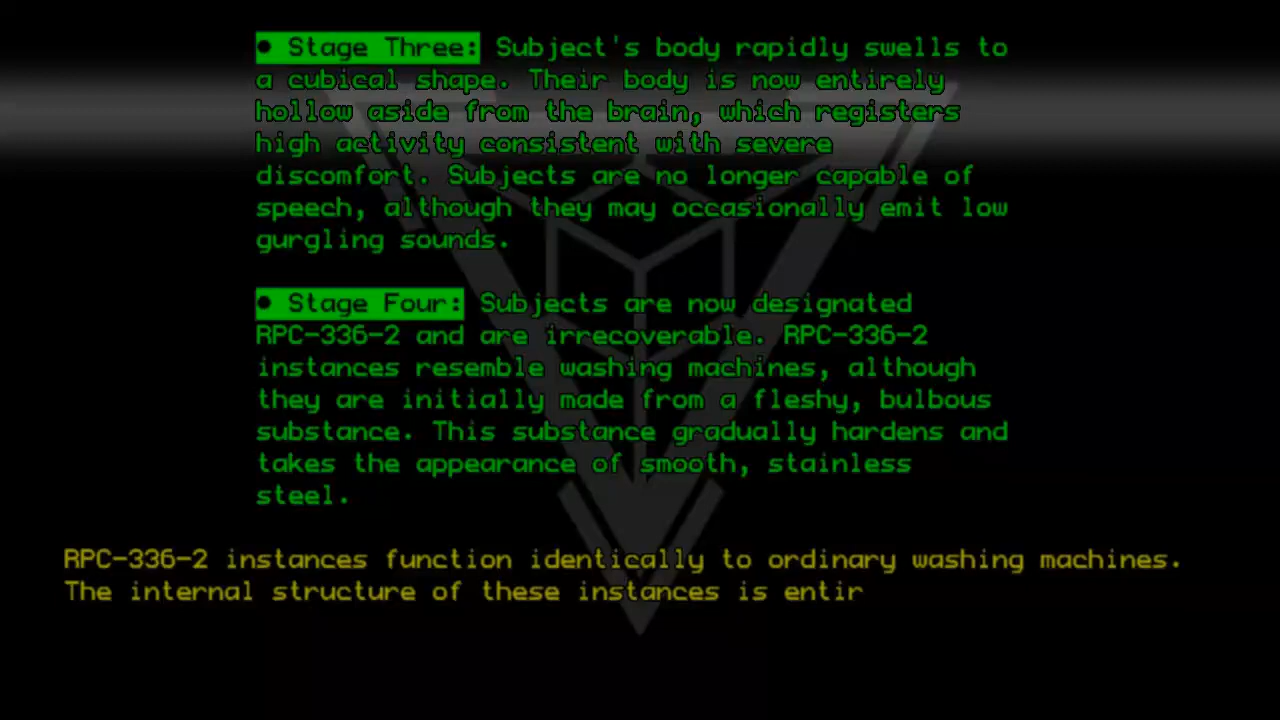 ● Stage Three: Subject's body rapidly swells to
a cubical shape. Their body is now entirely
hollow aside from the brain, which registers
high activity consistent with severe
discomfort. Subjects are no longer capable of
speech, although they may occasionally emit low
gurgling sounds.
● Stage Four: Subjects are now designated
RPC-336-2 and are irrecoverable. RPC-336-2
instances resemble washing machines, although
they are initially made from a fleshy, bulbous
substance. This substance gradually hardens and
takes the appearance of smooth, stainless
steel.
RPC-336-2 instances function identically to ordinary washing machines.
The internal structure of these instances is entir